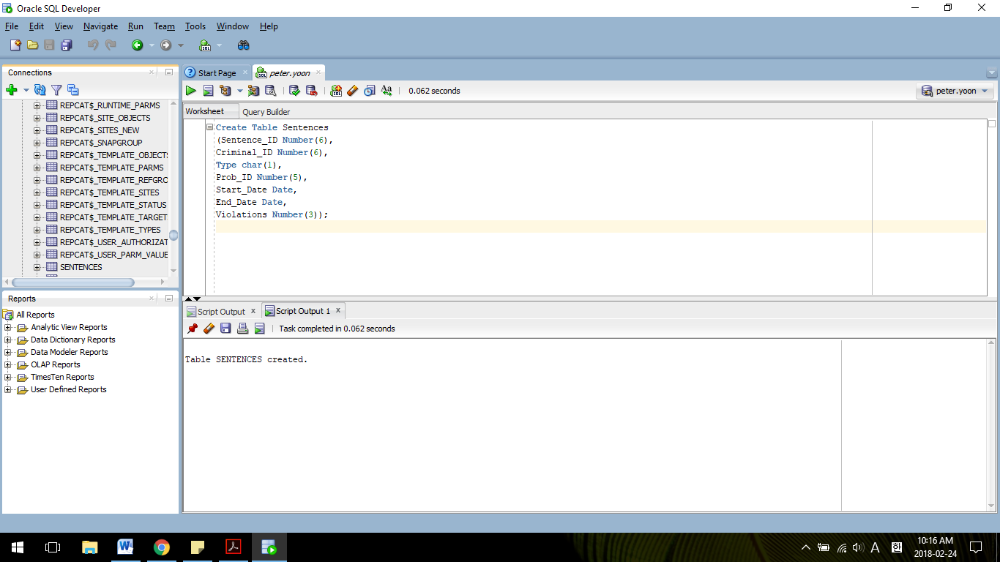 Oracle SQL Developer
File Edit View Navigate Run Team Tools Window Help
Connections
REPCAT$_RUNTIME_PARMS
REPCAT$_SITE_OBJECTS
REPCAT$_SITES_NEW
REPCAT$_SNAPGROUP
REPCAT$_TEMPLATE_OBJECTS
REPCAT$_TEMPLATE_PARMS
REPCAT$_TEMPLATE_REFGRO
REPCAT$_TEMPLATE_SITES
REPCAT$_TEMPLATE_STATUS
REPCAT$_TEMPLATE_TARGET
REPCAT$_TEMPLATE_TYPES
REPCAT$_USER_AUTHORIZAT
REPCAT$_USER_PARM_VALUE
SENTENCES
Reports
All Reports
Analytic View Reports
Data Dictionary Reports
Data Modeler Reports
OLAP Reports
TimesTen Reports
User Defined Reports
Start Page
peter.yoon
0.062 seconds
peter.yoon
Worksheet Query Builder
Create Table Sentences
(Sentence_ID Number(6),
Criminal_ID Number(6),
Type char(1),
Prob_ID Number(5),
Start_Date Date,
End_Date Date,
Violations Number(3));
Script Output
Script Output 1
Task completed in 0.062 seconds
Table SENTENCES created.
A
한
10:16 AM
2018-02-24